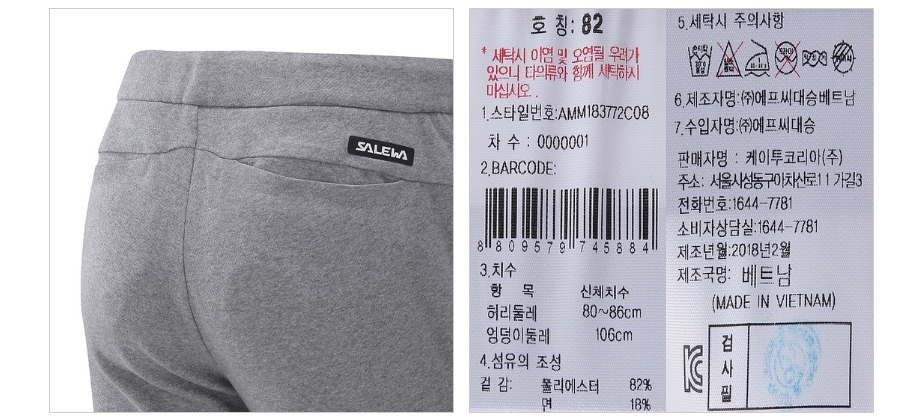 SALEWA
호 칭: 82
* 세탁시 이염 및 오염될 우려가
있으니 타의류와 함께 세탁하지
마십시오.
1.스타일번호:AMM183772C08
차 수 : 0000001
2.BARCODE:
8 809579 745884
3.치수
항 목 신체치수
허리둘레 80~86cm
엉덩이둘레 106cm
4.섬유의 조성
겉 감: 폴리에스터 82%
면 18%
5.세탁시 주의사항
6.제조자명:㈜에프씨대승베트남
7.수입자명:㈜에프씨대승
판매자명 : 케이투코리아(주)
주소: 서울시성동구아차산로11 가길3
전화번호:1644-7781
소비자상담실:1644-7781
제조년월:2018년2월
제조국명: 베트남
(MADE IN VIETNAM)
검
사
필